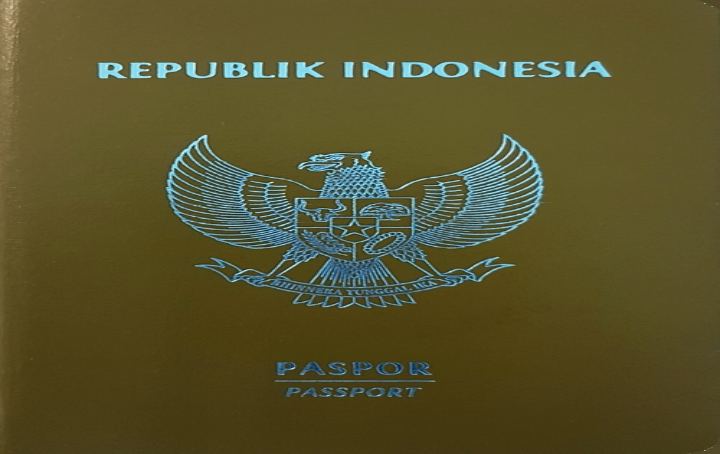 REPUBLIK INDONESIA
BHINNEKA TUNGGAL IKA
PASPOR
PASSPORT